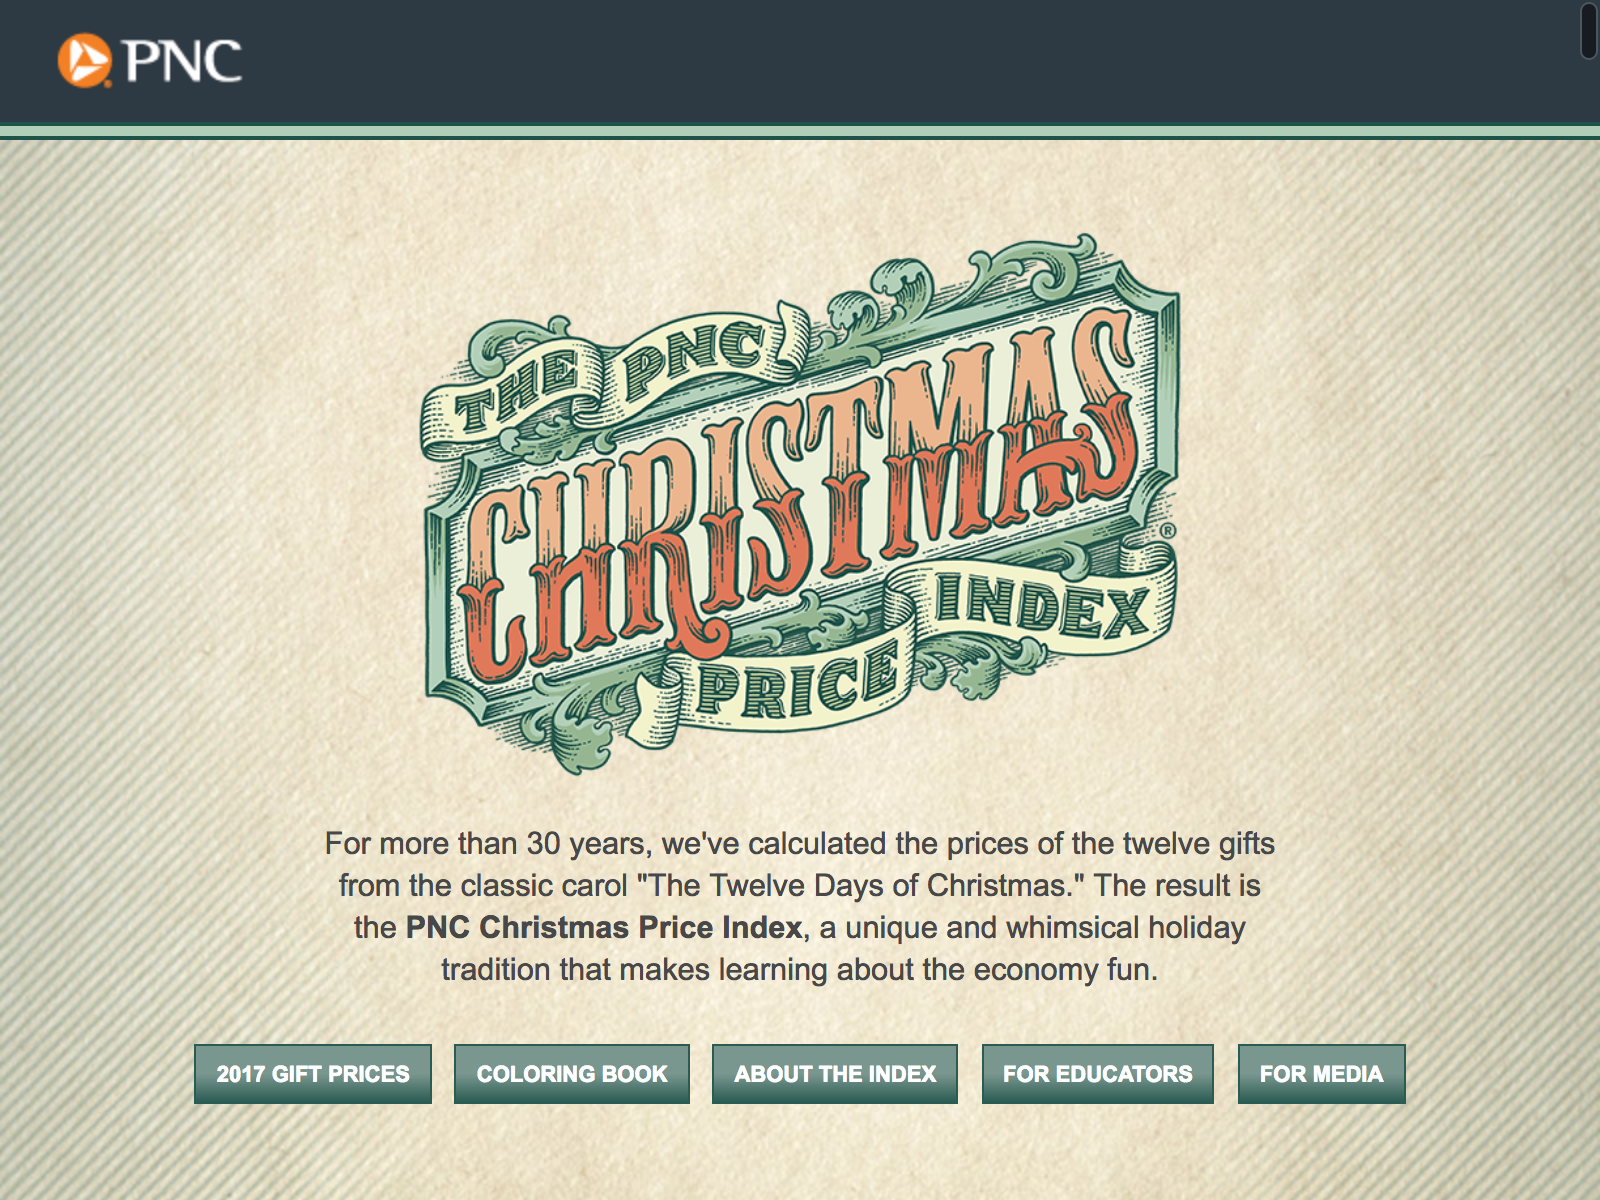 PNC
THE PNC
CHRISTMAS
®
PRICE INDEX
For more than 30 years, we've calculated the prices of the twelve gifts
from the classic carol "The Twelve Days of Christmas." The result is
the PNC Christmas Price Index, a unique and whimsical holiday
tradition that makes learning about the economy fun.
2017 GIFT PRICES
COLORING BOOK
ABOUT THE INDEX
FOR EDUCATORS
FOR MEDIA